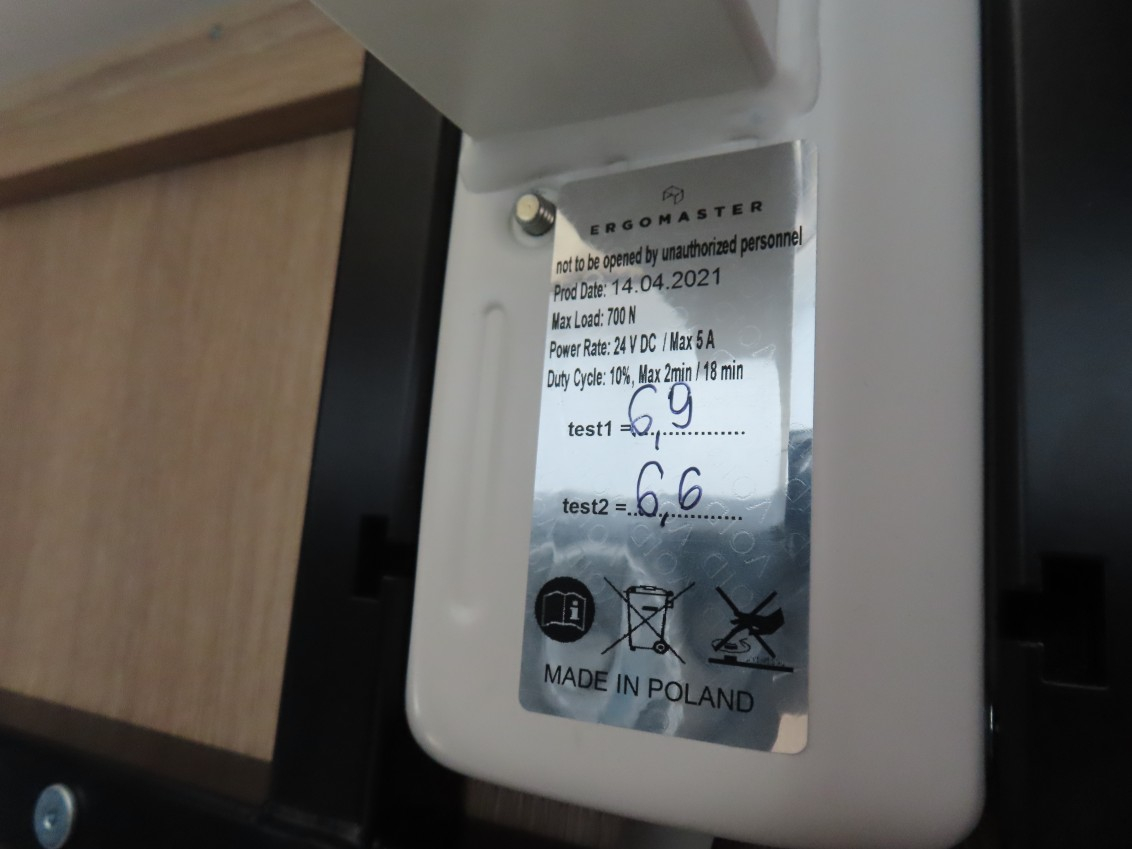 ERGOMASTER
not to be opened by unauthorized personnel
Prod Date: 14.04.2021
Max Load: 700 N
Power Rate: 24 V DC / Max 5 A
Duty Cycle: 10%, Max 2min / 18 min
test1 =6,9
test2 =6,6
MADE IN POLAND